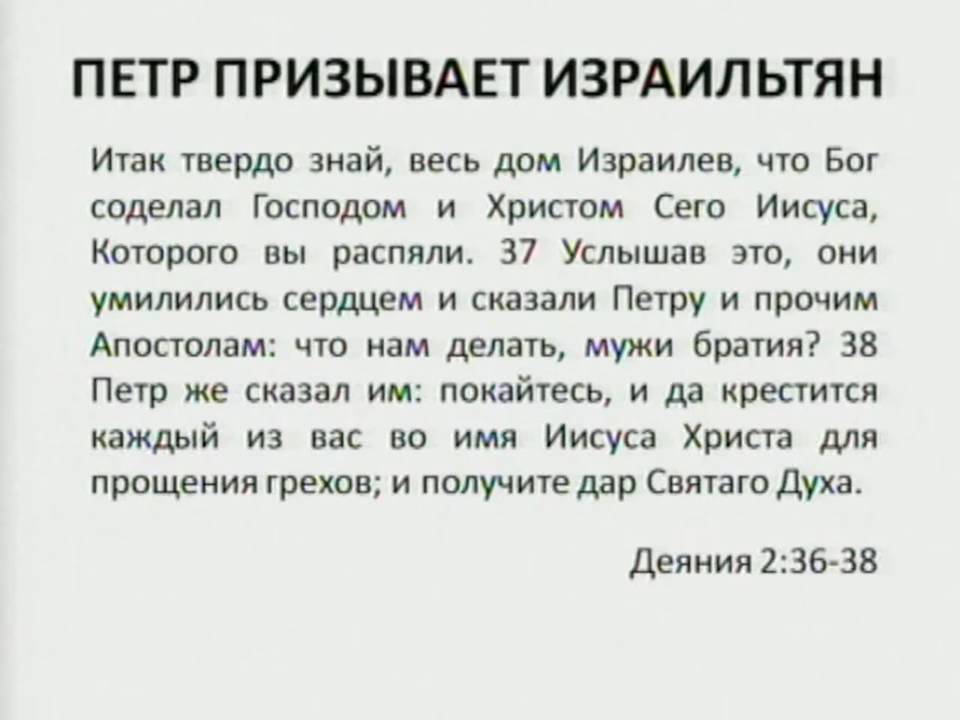 ПЕТР ПРИЗЫВАЕТ ИЗРАИЛЬТЯН
Итак твердо знай, весь дом Израилев, что Бог
соделал Господом и Христом Сего Иисуса,
Которого вы распяли. 37 Услышав это, они
умилились сердцем и сказали Петру и прочим
Апостолам: что нам делать, мужи братия? 38
Петр же сказал им: покайтесь, и да крестится
каждый из вас во имя Иисуса Христа для
прощения грехов; и получите дар Святаго Духа.
Деяния 2:36-38